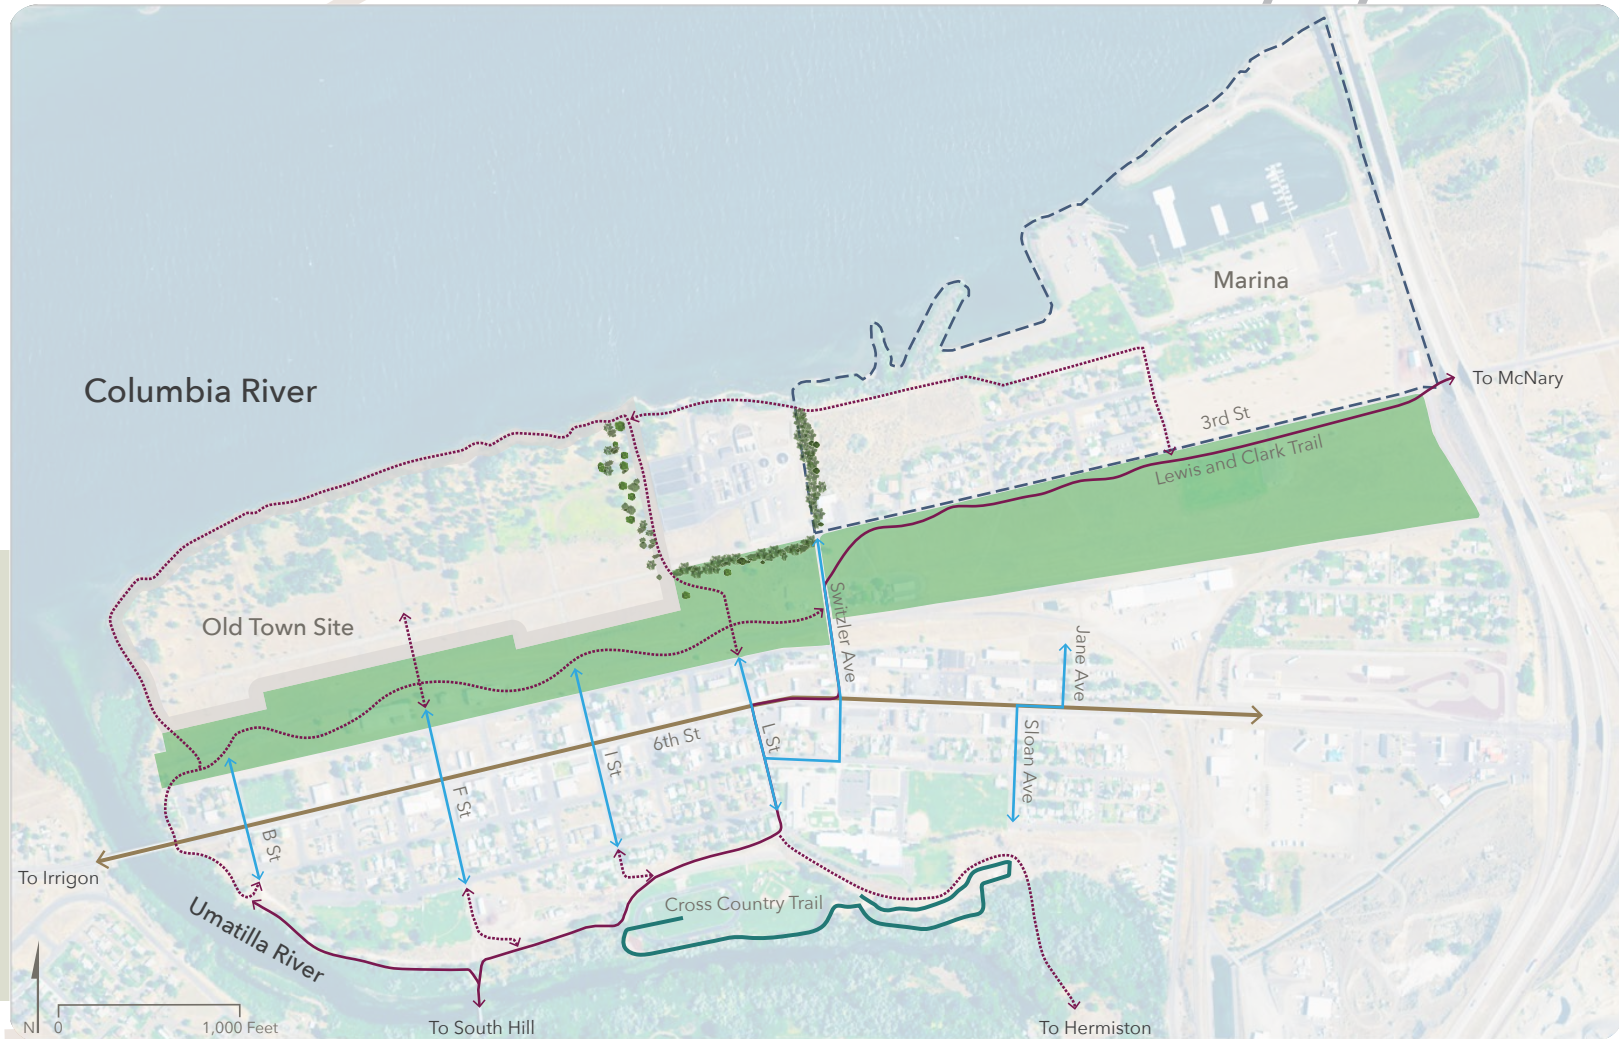 Marina
To McNary
Columbia River
3rd St
Lewis and Clark Trail
Old Town Site
Switzler Ave
Jane Ave
6th St
L St
I St
Sloan Ave
F St
B St
To Irrigon
Cross Country Trail
Umatilla River
N
0
1,000 Feet
To South Hill
To Hermiston